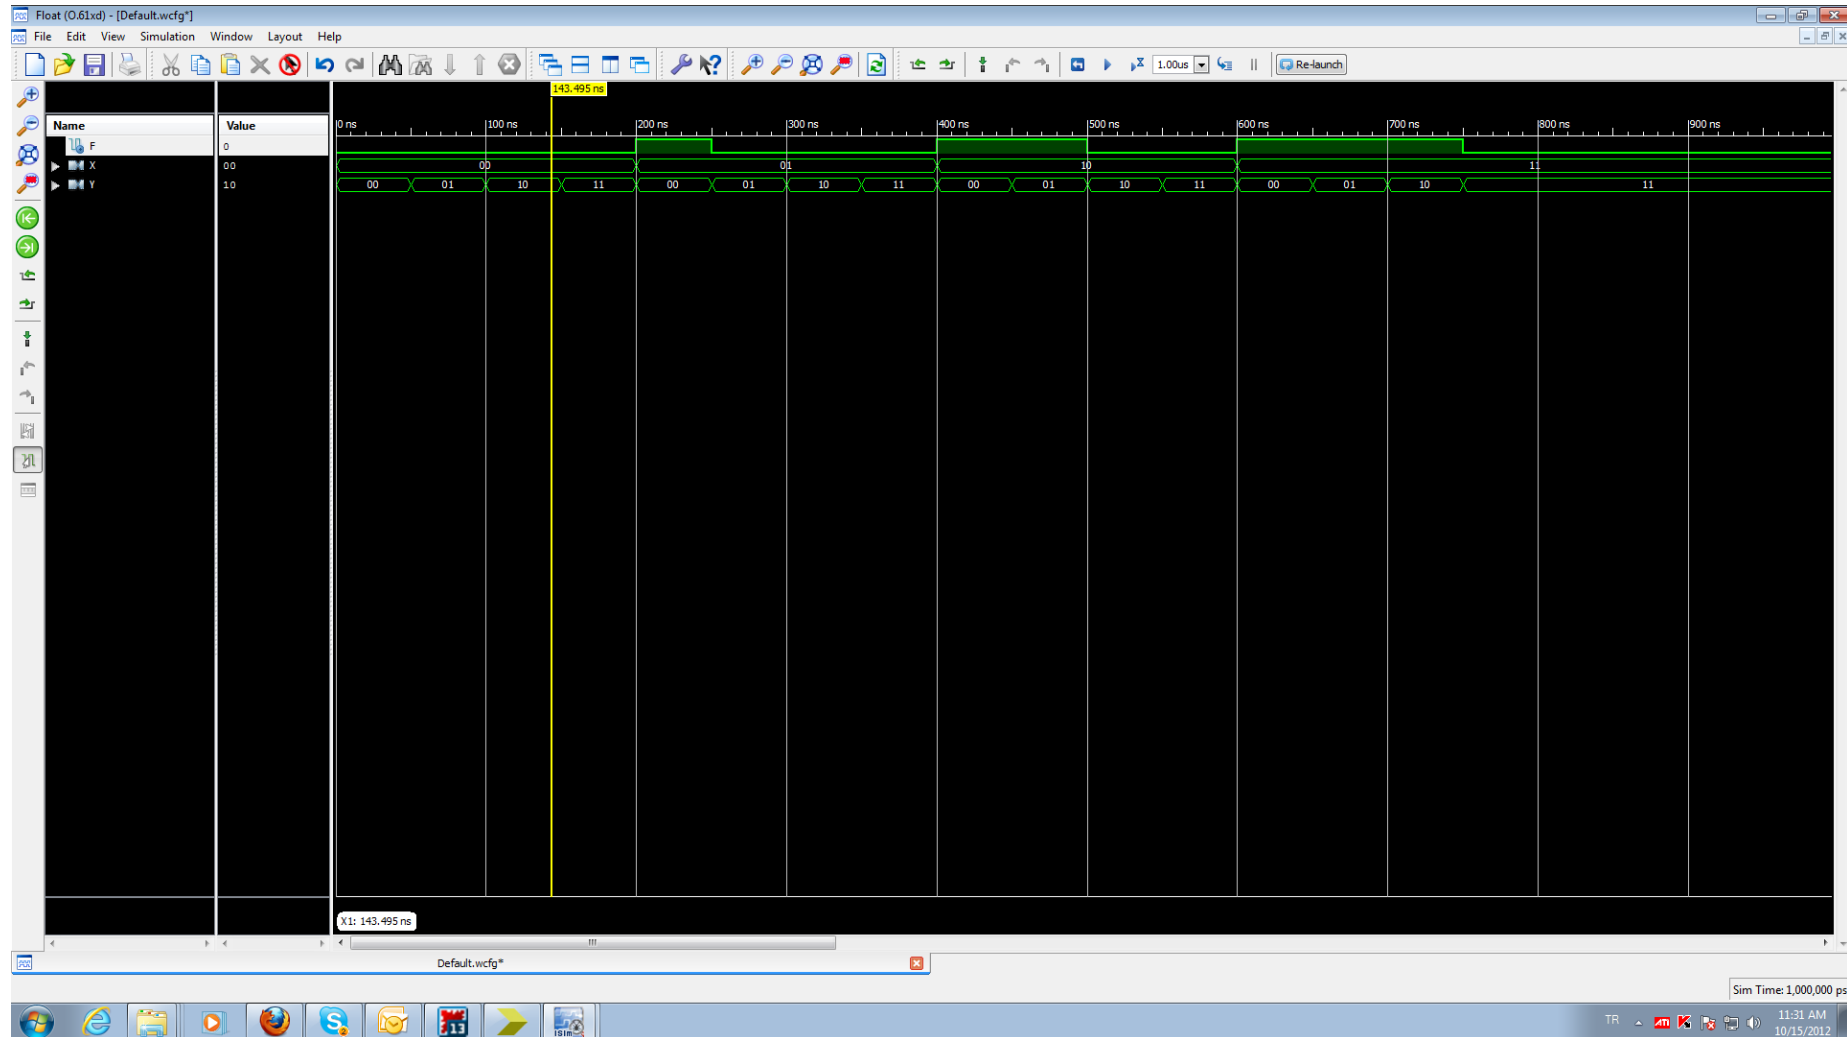 Float (O.61xd) - [Default.wcfg*]
File Edit View Simulation Window Layout Help
1.00us Re-launch
143.495 ns
Name Value 0 ns 100 ns 200 ns 300 ns 400 ns 500 ns 600 ns 700 ns 800 ns 900 ns
F 0
X 00 00 01 10 11
Y 10 00 01 10 11 00 01 10 11 00 01 10 11 00 01 10 11
X1: 143.495 ns
Default.wcfg*
Sim Time: 1,000,000 ps
13 ISim TR ATI 11:31 AM
10/15/2012